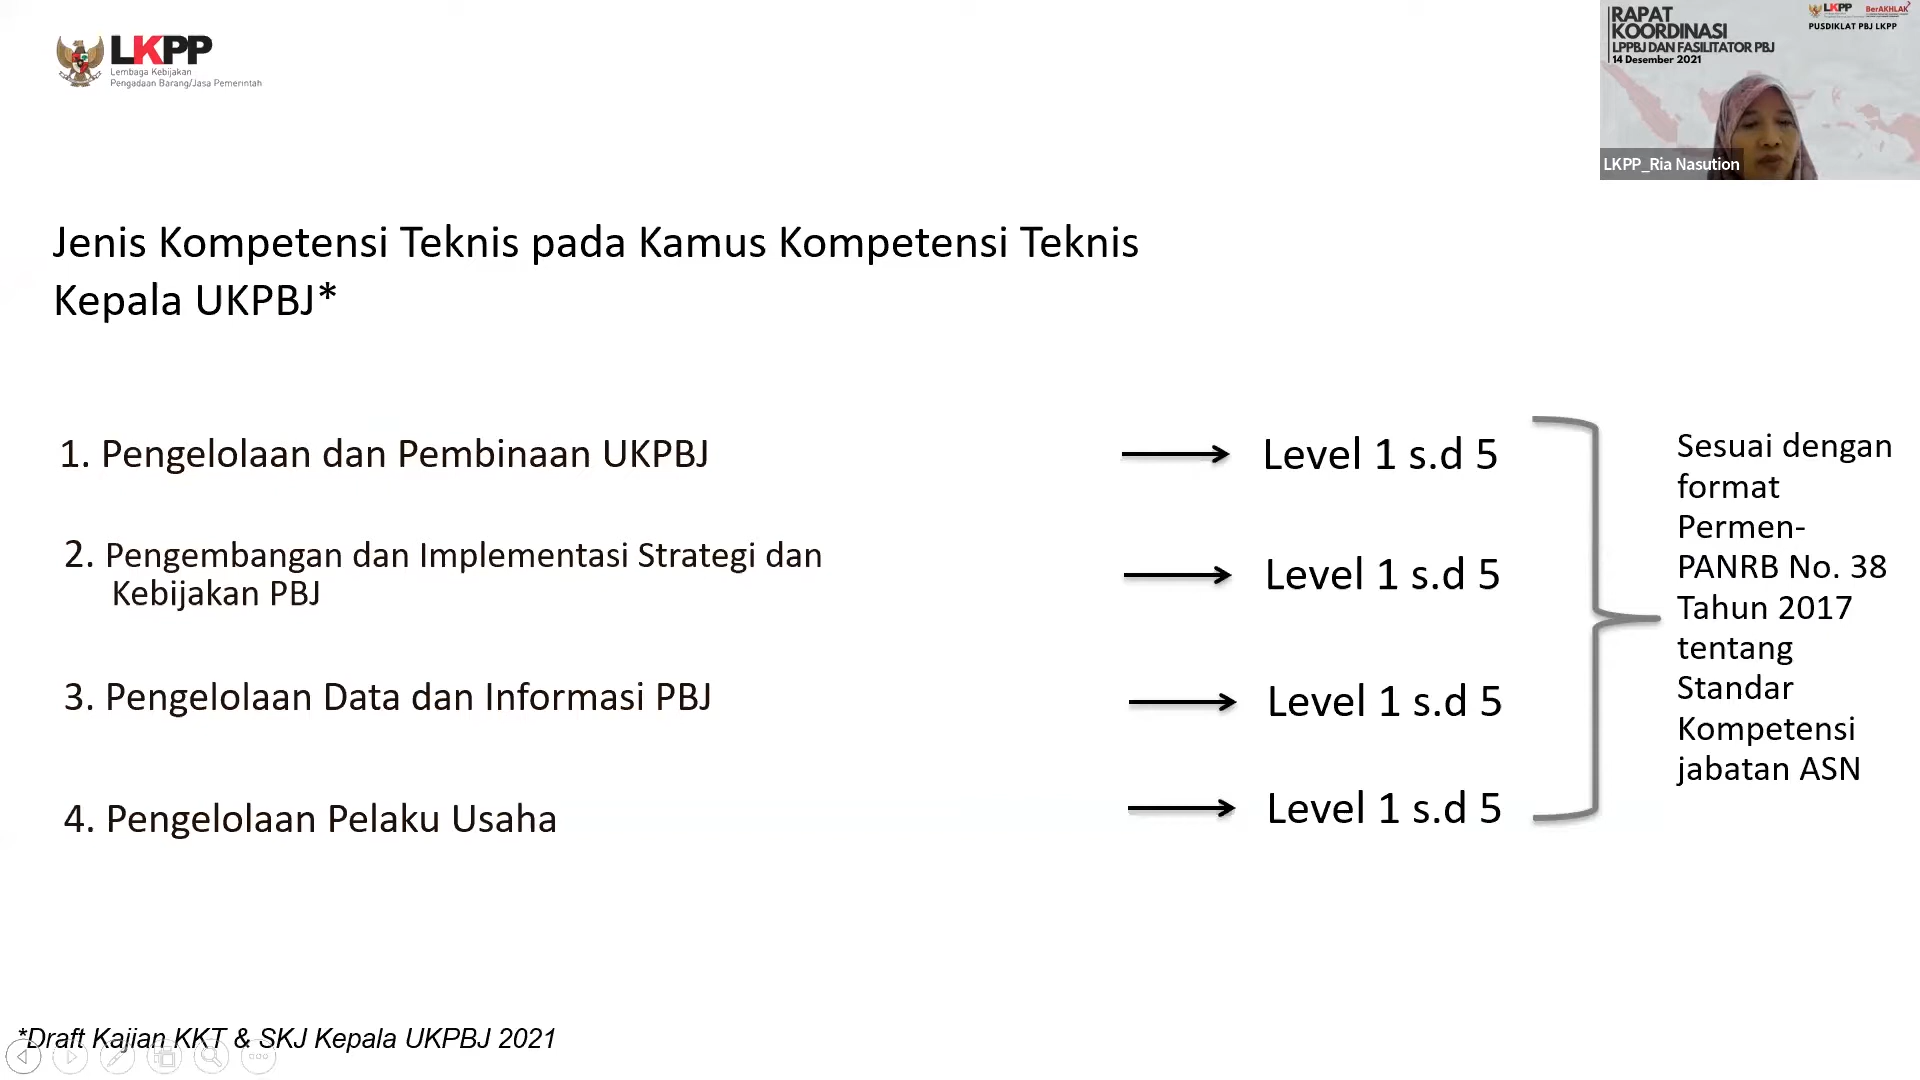 LKPP
Lembaga Kebijakan
Pengadaan Barang/Jasa Pemerintah
RAPAT
KOORDINASI
LPPBJ DAN FASILITATOR PBJ
14 Desember 2021
LKPP
BerAKHLAK
PUSDIKLAT PBJ LKPP
LKPP_Ria Nasution
Jenis Kompetensi Teknis pada Kamus Kompetensi Teknis
Kepala UKPBJ*
1. Pengelolaan dan Pembinaan UKPBJ
Level 1 s.d 5
2. Pengembangan dan Implementasi Strategi dan
Kebijakan PBJ
Level 1 s.d 5
3. Pengelolaan Data dan Informasi PBJ
Level 1 s.d 5
4. Pengelolaan Pelaku Usaha
Level 1 s.d 5
Sesuai dengan
format
Permen-
PANRB No. 38
Tahun 2017
tentang
Standar
Kompetensi
jabatan ASN
*Draft Kajian KKT & SKJ Kepala UKPBJ 2021